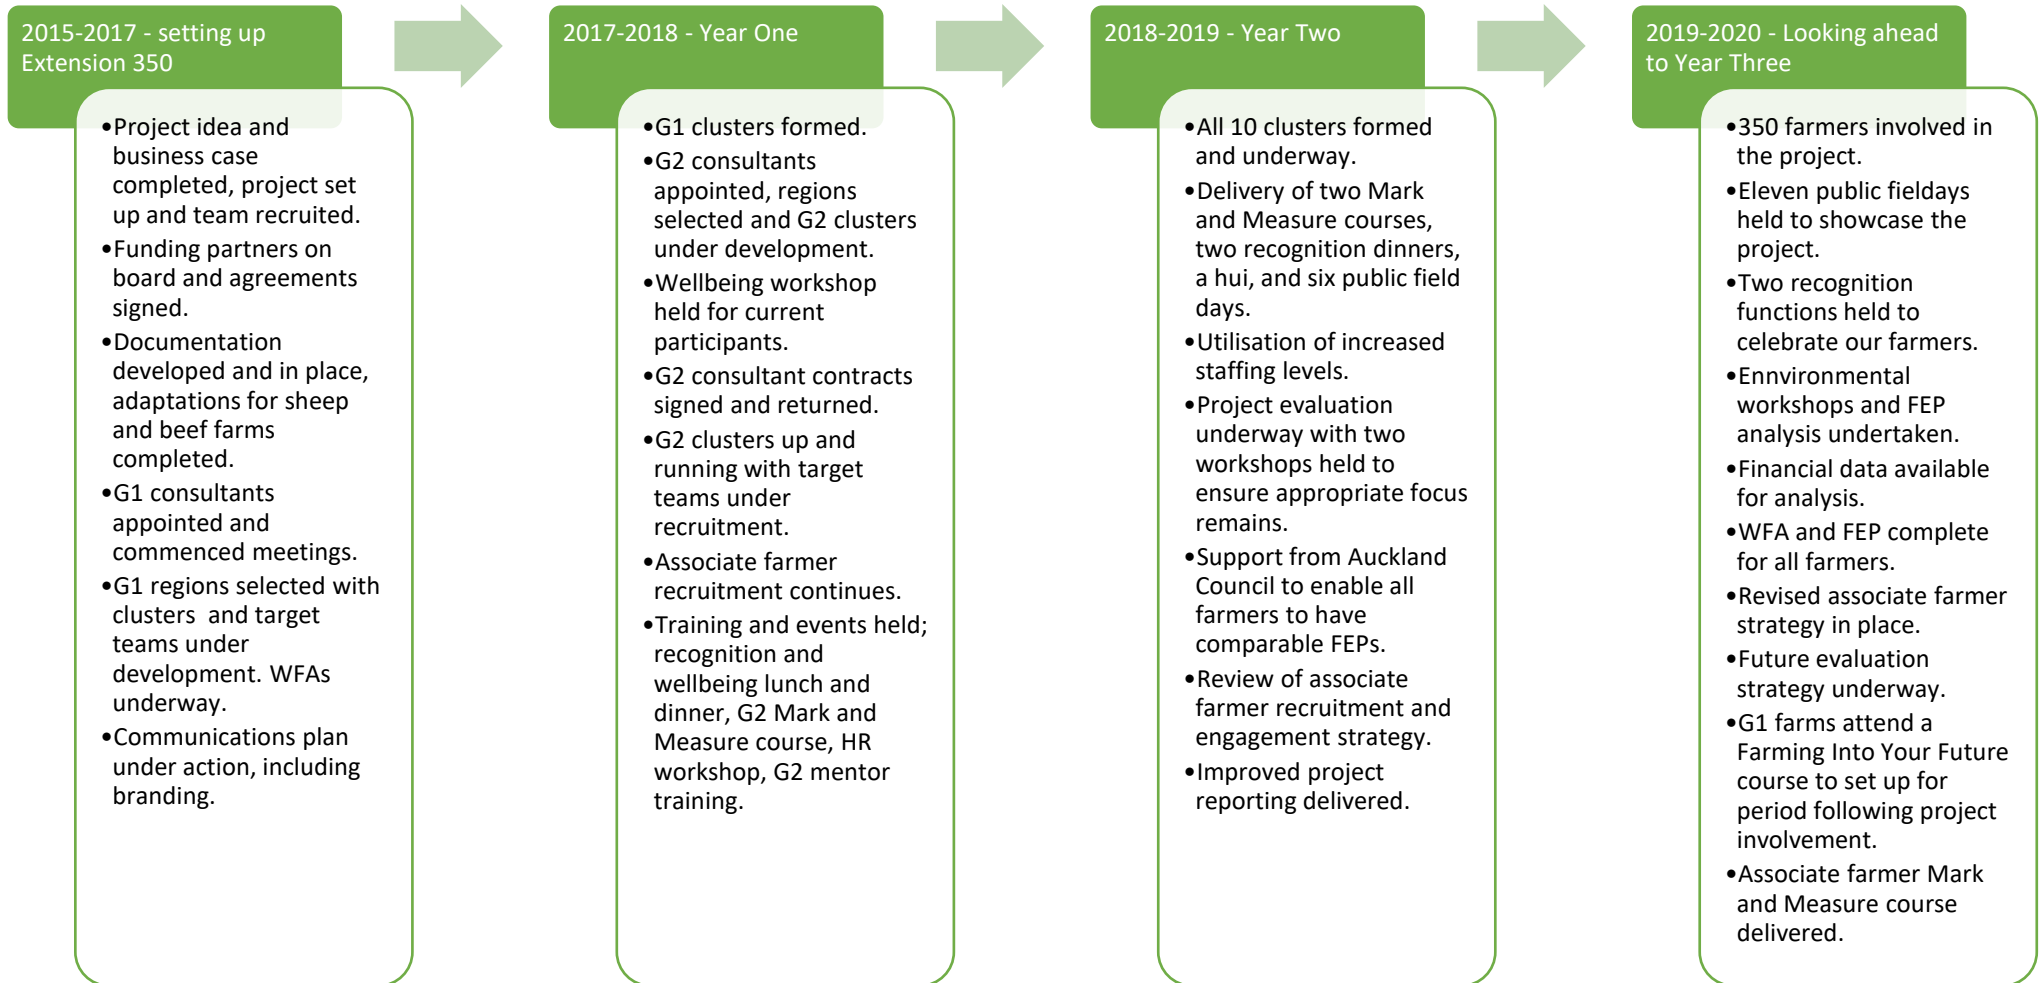 2015-2017 - setting up
Extension 350
•Project idea and
business case
completed, project set
up and team recruited.
•Funding partners on
board and agreements
signed.
•Documentation
developed and in place,
adaptations for sheep
and beef farms
completed.
•G1 consultants
appointed and
commenced meetings.
•G1 regions selected with
clusters  and target
teams under
development. WFAs
underway.
•Communications plan
under action, including
branding.
2017-2018 - Year One
•G1 clusters formed.
•G2 consultants
appointed, regions
selected and G2 clusters
under development.
•Wellbeing workshop
held for current
participants.
•G2 consultant contracts
signed and returned.
•G2 clusters up and
running with target
teams under
recruitment.
•Associate farmer
recruitment continues.
•Training and events held;
recognition and
wellbeing lunch and
dinner, G2 Mark and
Measure course, HR
workshop, G2 mentor
training.
2018-2019 - Year Two
•All 10 clusters formed
and underway.
•Delivery of two Mark
and Measure courses,
two recognition dinners,
a hui, and six public field
days.
•Utilisation of increased
staffing levels.
•Project evaluation
underway with two
workshops held to
ensure appropriate focus
remains.
•Support from Auckland
Council to enable all
farmers to have
comparable FEPs.
•Review of associate
farmer recruitment and
engagement strategy.
•Improved project
reporting delivered.
2019-2020 - Looking ahead
to Year Three
•350 farmers involved in
the project.
•Eleven public fieldays
held to showcase the
project.
•Two recognition
functions held to
celebrate our farmers.
•Ennvironmental
workshops and FEP
analysis undertaken.
•Financial data available
for analysis.
•WFA and FEP complete
for all farmers.
•Revised associate farmer
strategy in place.
•Future evaluation
strategy underway.
•G1 farms attend a
Farming Into Your Future
course to set up for
period following project
involvement.
•Associate farmer Mark
and Measure course
delivered.